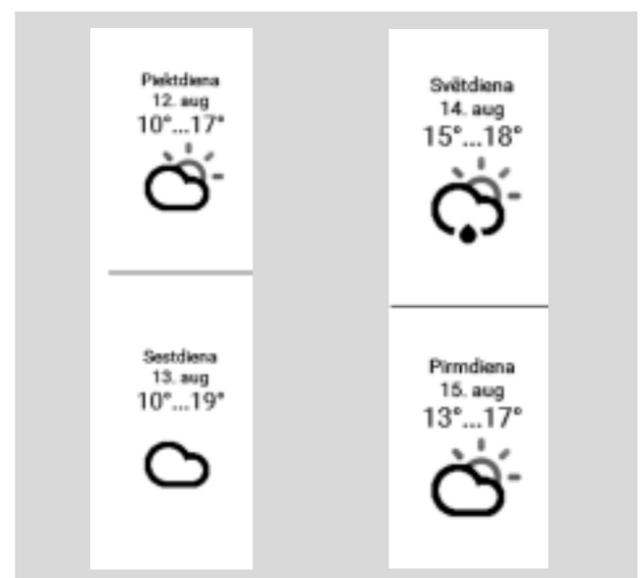 Piektdiena
12. aug
10°...17°
Sestdiena
13. aug
10°...19°
Svētdiena
14. aug
15°...18°
Pirmdiena
15. aug
13°...17°